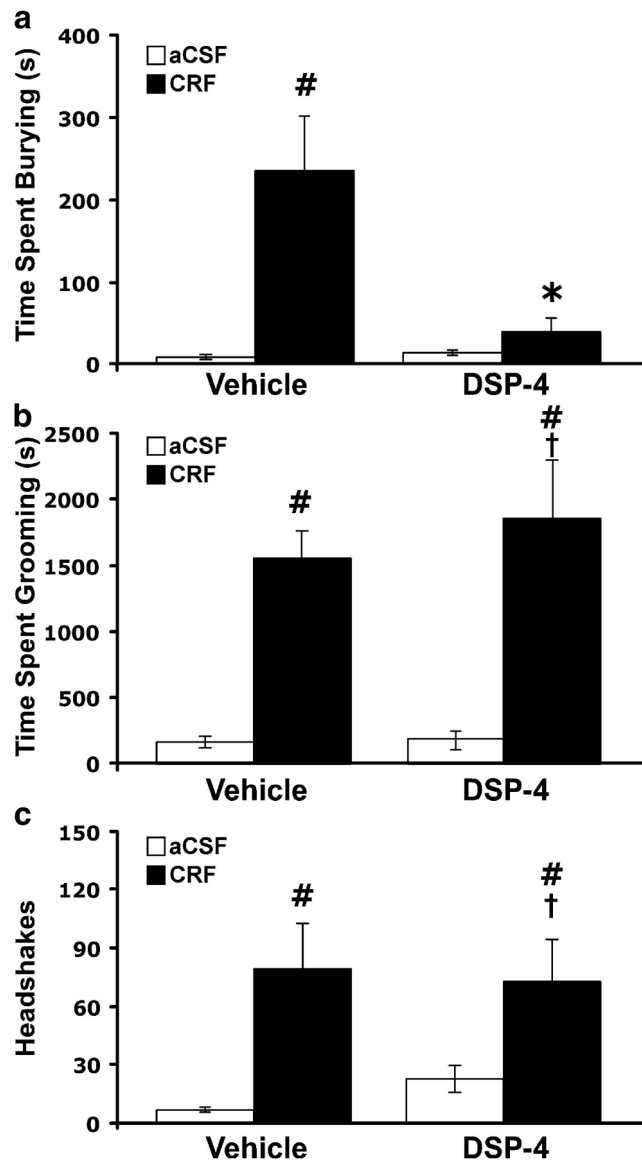 a
Time Spent Burying (s)
400
300
200
100
0
aCSF
CRF
#
*
Vehicle DSP-4
b
Time Spent Grooming (s)
2500
2000
1500
1000
500
0
aCSF
CRF
#
#
†
Vehicle DSP-4
c
Headshakes
150
120
90
60
30
0
aCSF
CRF
#
#
†
Vehicle DSP-4